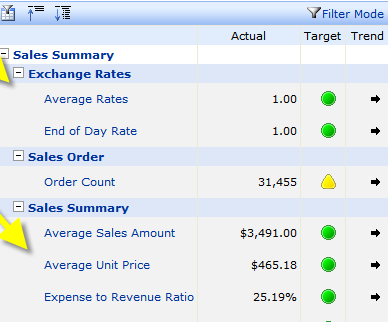 Filter Mode
Actual Target Trend
Sales Summary
Exchange Rates
Average Rates 1.00
End of Day Rate 1.00
Sales Order
Order Count 31,455
Sales Summary
Average Sales Amount $3,491.00
Average Unit Price $465.18
Expense to Revenue Ratio 25.19%